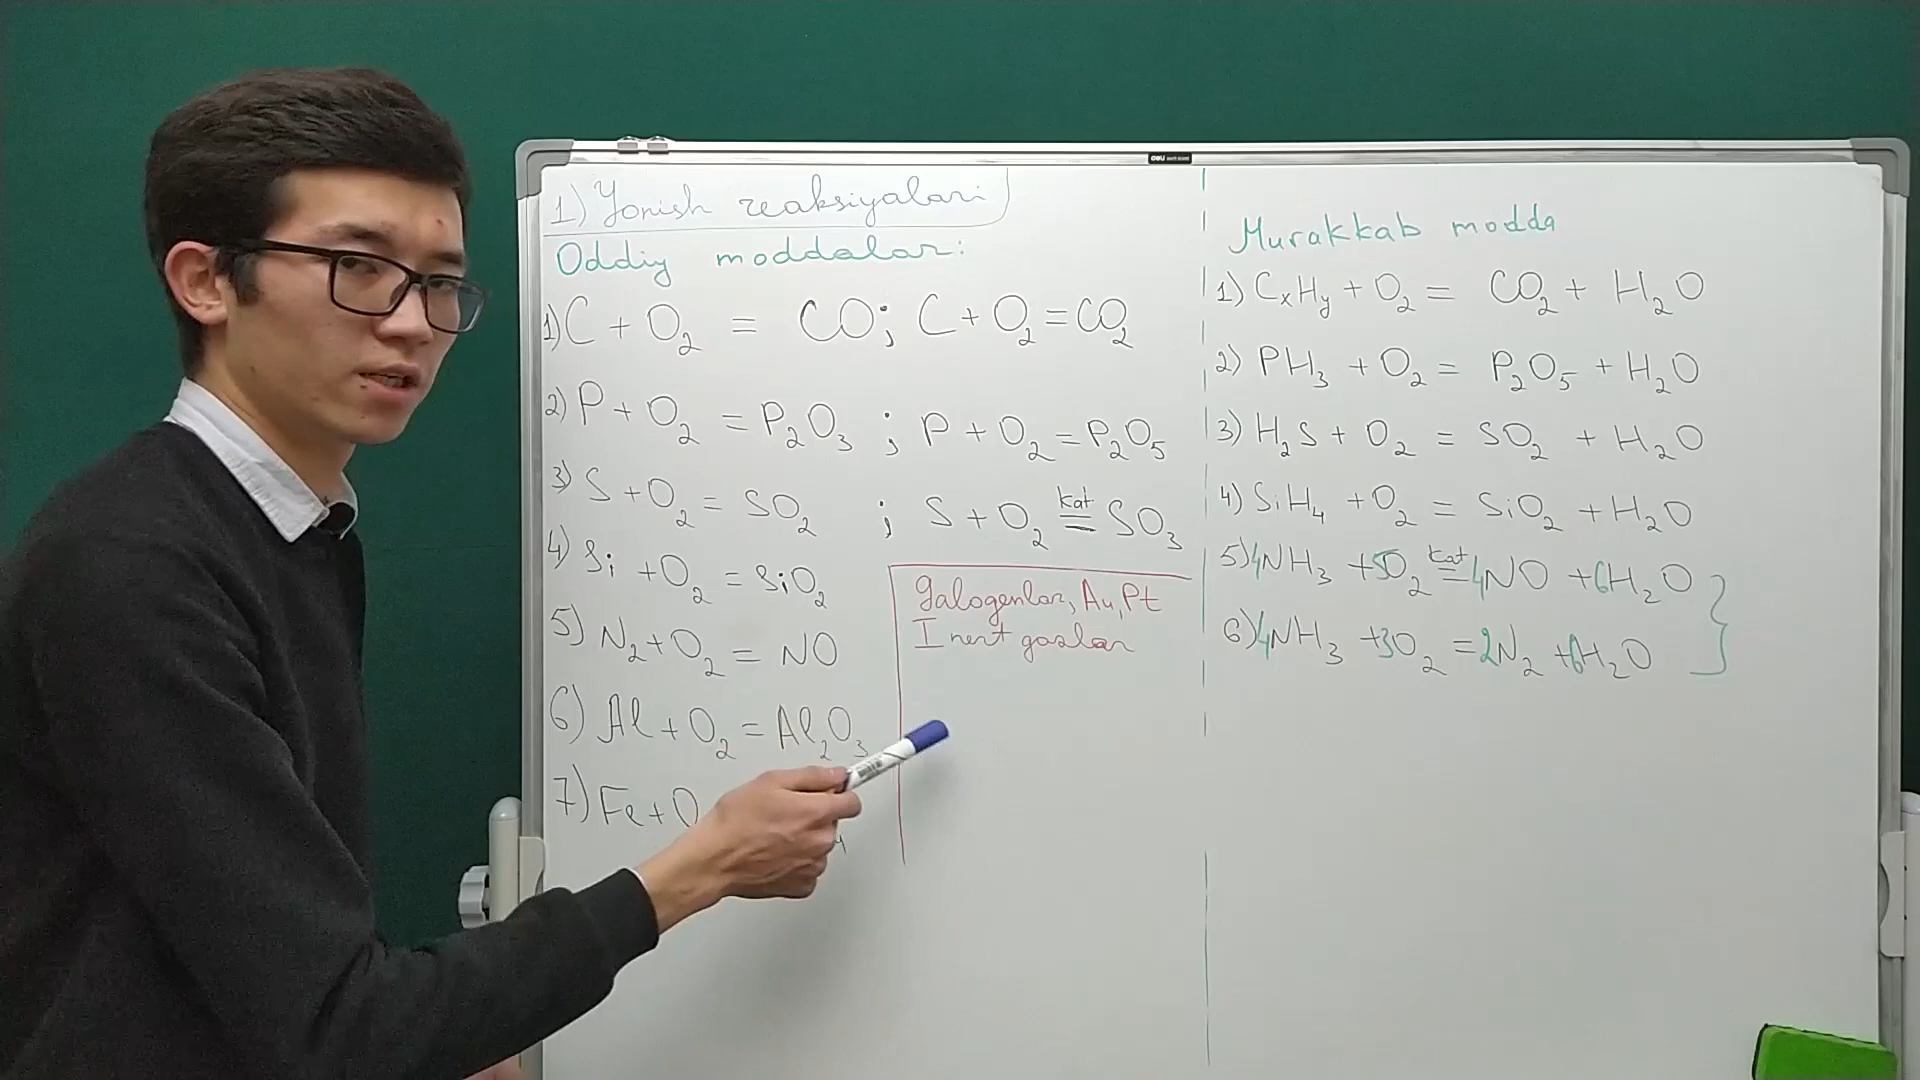 deli
1) Yonish reaksiyalari
Oddiy moddalar:
1) C + O₂ = CO; C + O₂ = CO₂
2) P + O₂ = P₂O₃ ; P + O₂ = P₂O₅
3) S + O₂ = SO₂ ; S + O₂ kat = SO₃
4) Si + O₂ = SiO₂
5) N₂ + O₂ = NO
6) Al + O₂ = Al₂O₃
7) Fe + O
Galogenlar, Au, Pt
Inert gazlar
Murakkab modda
1) CxHy + O₂ = CO₂ + H₂O
2) PH₃ + O₂ = P₂O₅ + H₂O
3) H₂S + O₂ = SO₂ + H₂O
4) SiH₄ + O₂ = SiO₂ + H₂O
5) 4NH₃ + 5O₂ kat = 4NO + 6H₂O
6) 4NH₃ + 3O₂ = 2N₂ + 6H₂O